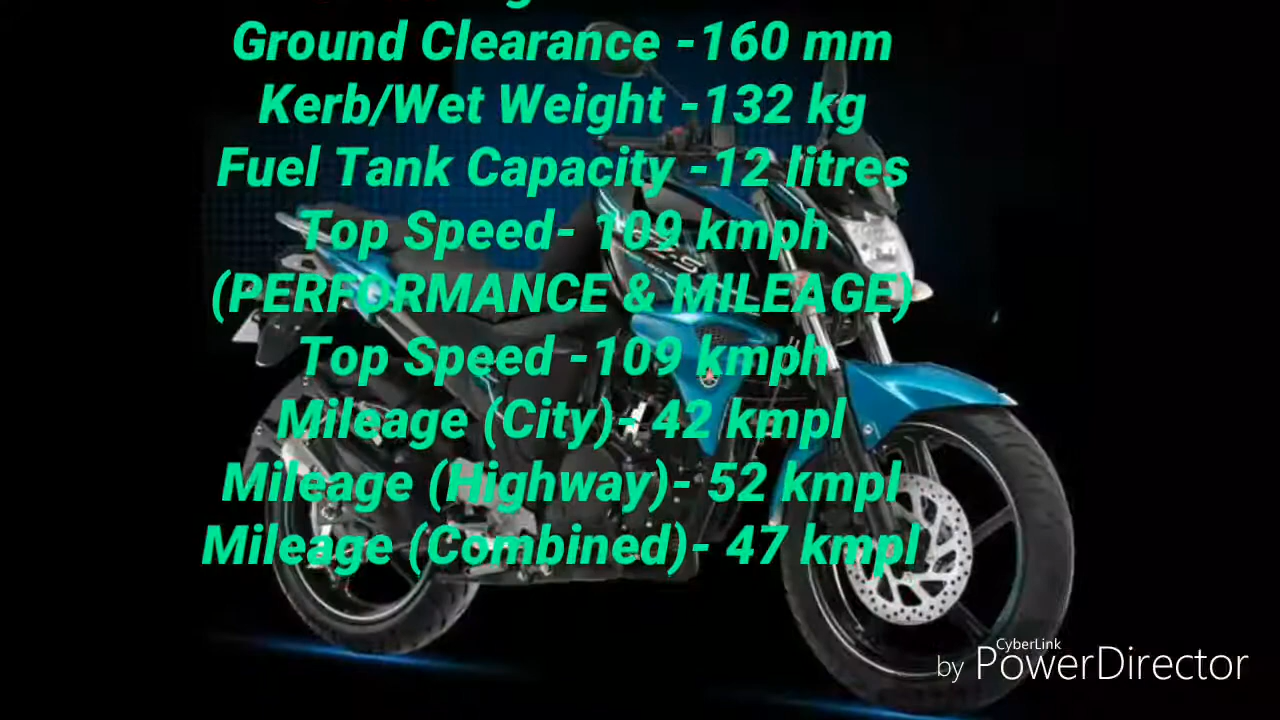 Ground Clearance -160 mm
Kerb/Wet Weight -132 kg
Fuel Tank Capacity -12 litres
Top Speed- 109 kmph
(PERFORMANCE & MILEAGE)
Top Speed -109 kmph
Mileage (City)- 42 kmpl
Mileage (Highway)- 52 kmpl
Mileage (Combined)- 47 kmpl
FZ-S
CyberLink
by PowerDirector